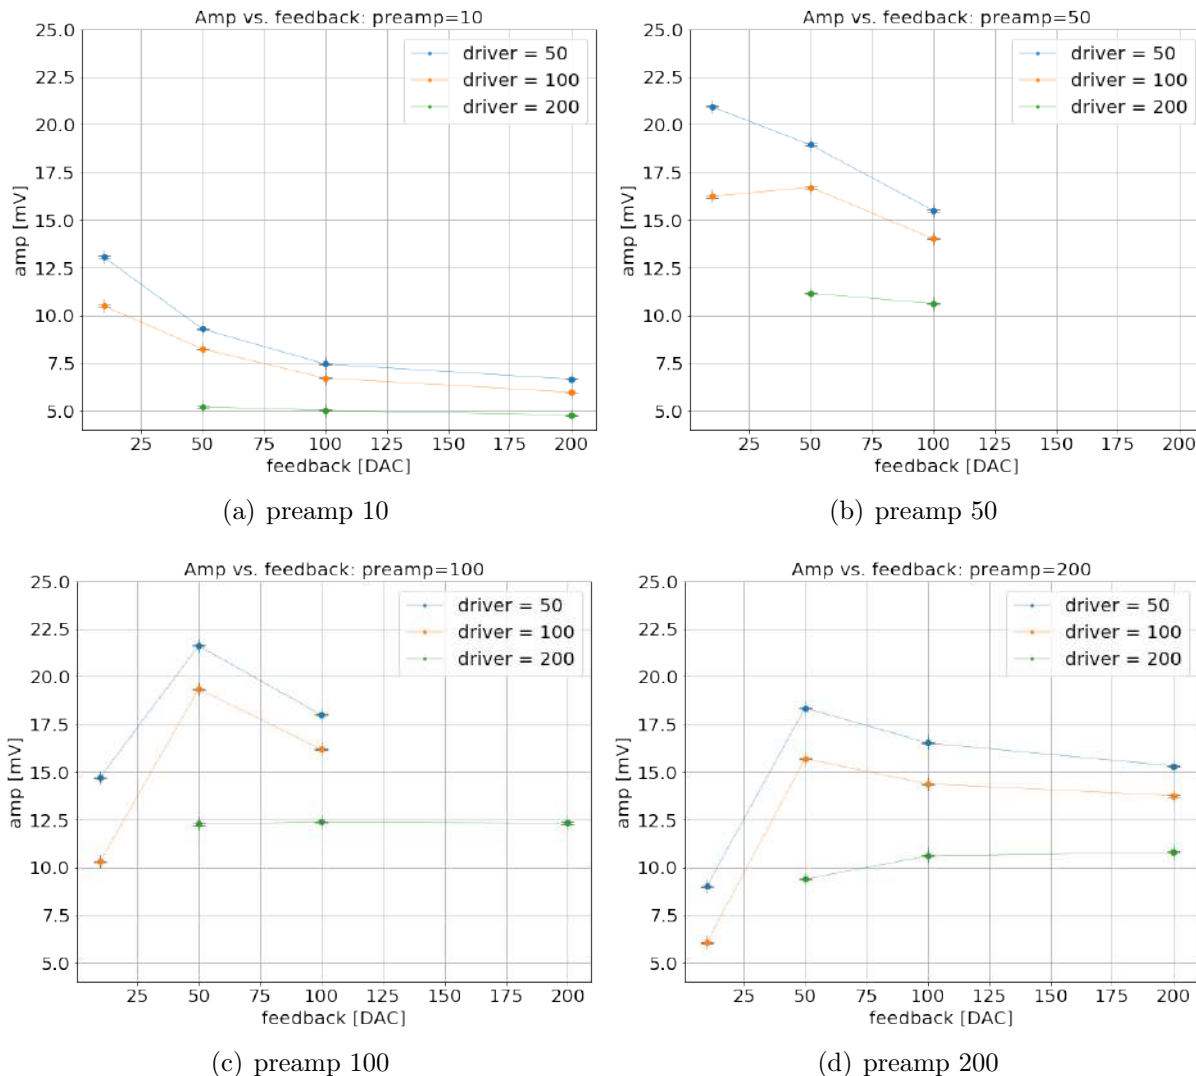 Amp vs. feedback: preamp=10
25.0
22.5
20.0
17.5
15.0
12.5
10.0
7.5
5.0
amp [mV]
driver = 50
driver = 100
driver = 200
25 50 75 100 125 150 175 200
feedback [DAC]
(a) preamp 10
Amp vs. feedback: preamp=50
25.0
22.5
20.0
17.5
15.0
12.5
10.0
7.5
5.0
amp [mV]
driver = 50
driver = 100
driver = 200
25 50 75 100 125 150 175 200
feedback [DAC]
(b) preamp 50
Amp vs. feedback: preamp=100
25.0
22.5
20.0
17.5
15.0
12.5
10.0
7.5
5.0
amp [mV]
driver = 50
driver = 100
driver = 200
25 50 75 100 125 150 175 200
feedback [DAC]
(c) preamp 100
Amp vs. feedback: preamp=200
25.0
22.5
20.0
17.5
15.0
12.5
10.0
7.5
5.0
amp [mV]
driver = 50
driver = 100
driver = 200
25 50 75 100 125 150 175 200
feedback [DAC]
(d) preamp 200